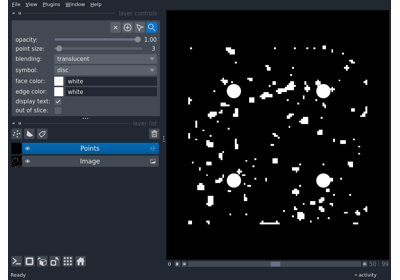 File View Plugins Window Help
layer controls
opacity: 1.00
point size: 3
blending: translucent
symbol: disc
face color: white
edge color: white
display text:
out of slice:
layer list
Points
Image
50 99
Ready
activity